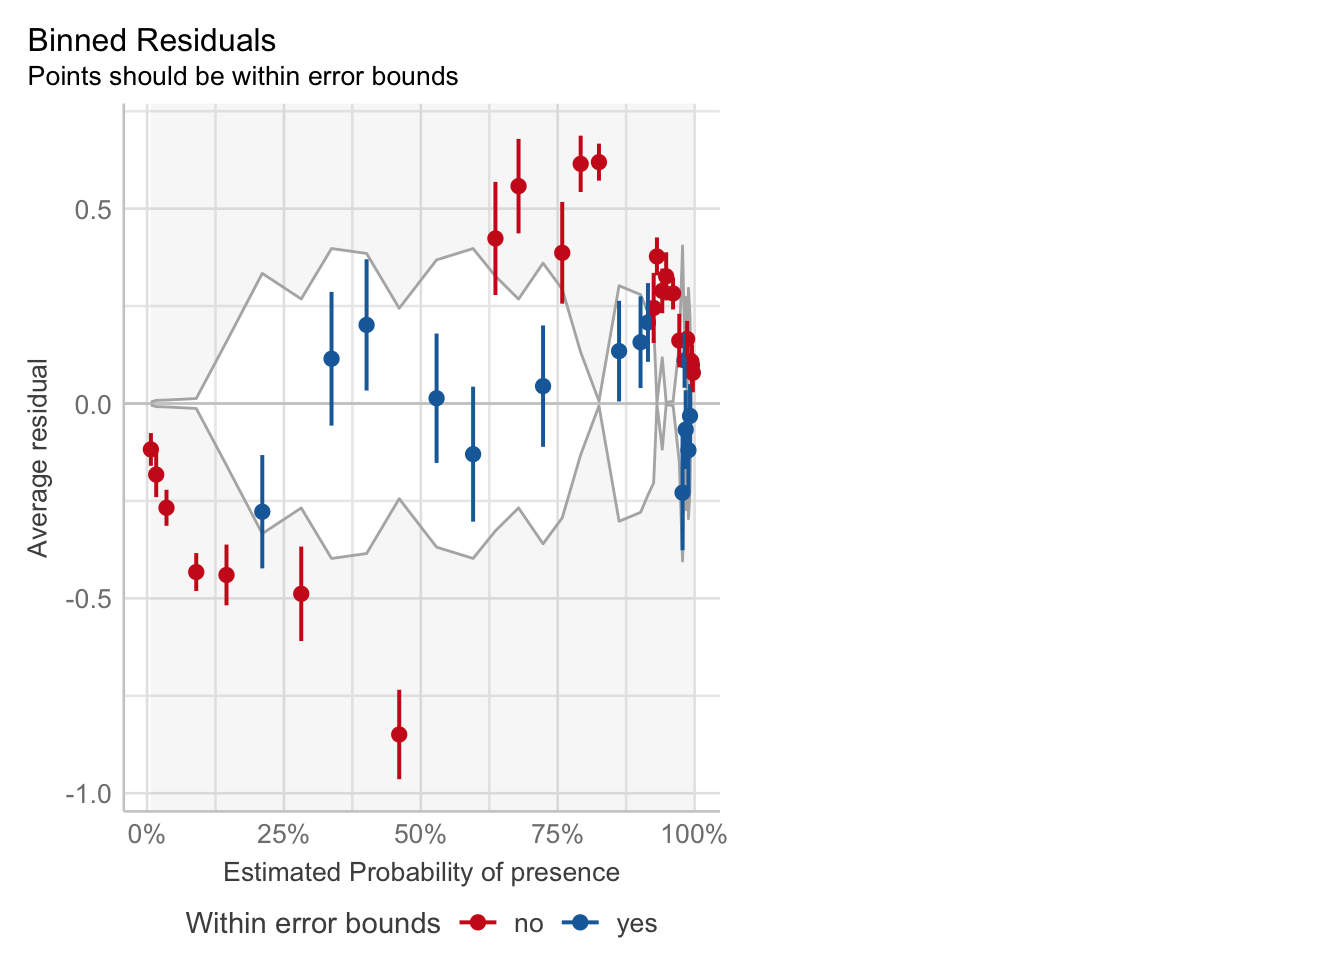 Binned Residuals
Points should be within error bounds
Average residual
0.5
0.0
-0.5
-1.0
0%
25%
50%
75%
100%
Estimated Probability of presence
Within error bounds
no
yes